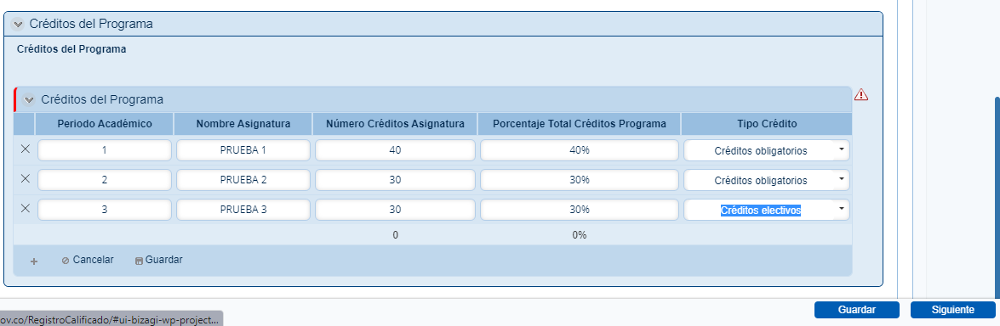 Créditos del Programa
Créditos del Programa
Créditos del Programa
Periodo Académico Nombre Asignatura Número Créditos Asignatura Porcentaje Total Créditos Programa Tipo Crédito
1 PRUEBA 1 40 40% Créditos obligatorios
2 PRUEBA 2 30 30% Créditos obligatorios
3 PRUEBA 3 30 30% Créditos electivos
0 0%
+ Cancelar Guardar
Guardar Siguiente
ov.co/RegistroCalificado/#ui-bizagi-wp-project...